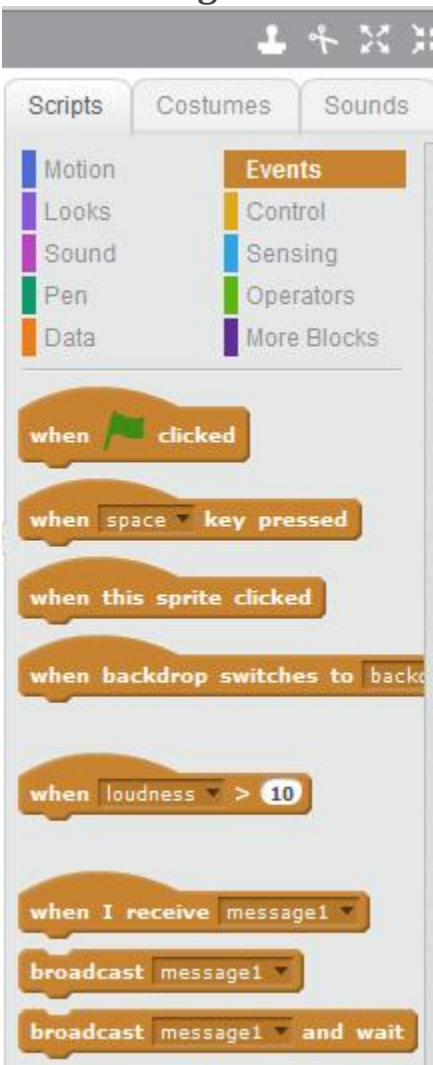 Scripts Costumes Sounds
Motion Events
Looks Control
Sound Sensing
Pen Operators
Data More Blocks
when clicked
when space key pressed
when this sprite clicked
when backdrop switches to
when loudness > 10
when I receive message1
broadcast message1
broadcast message1 and wait